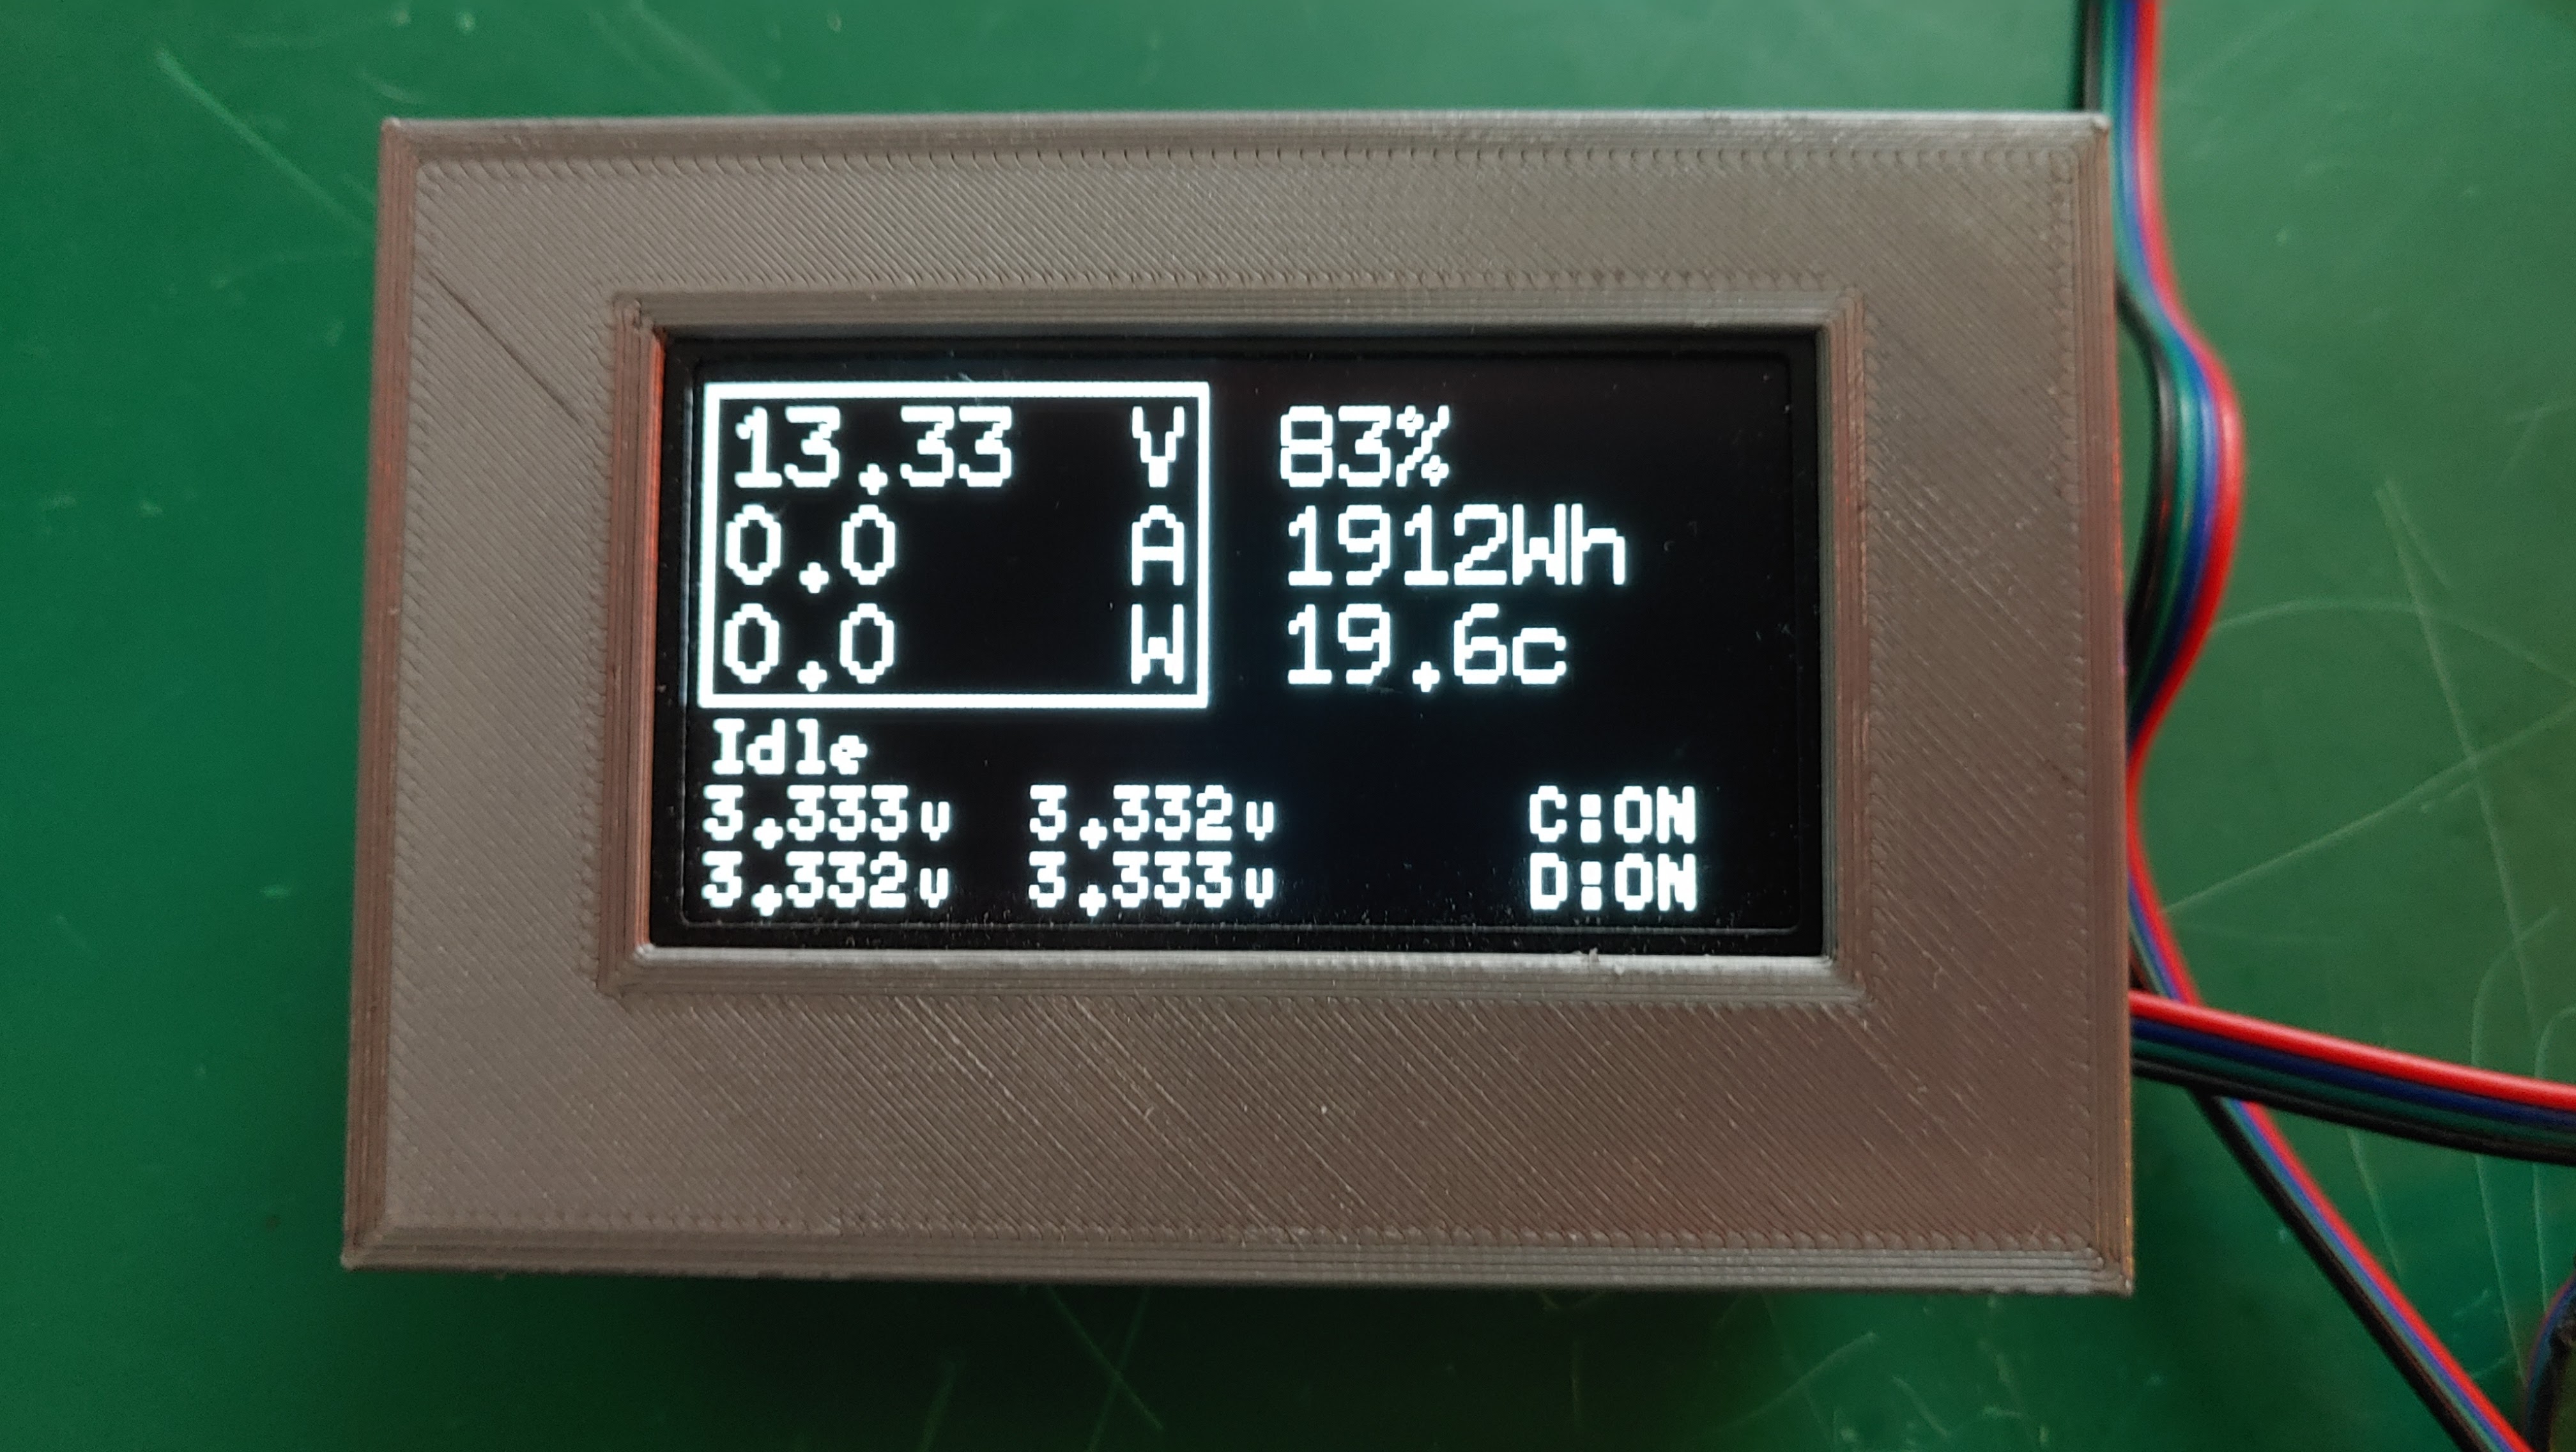 13.33 V 83%
0.0 A 1912Wh
0.0 W 19.6c
Idle
3.333v 3.332v C:ON
3.332v 3.333v D:ON